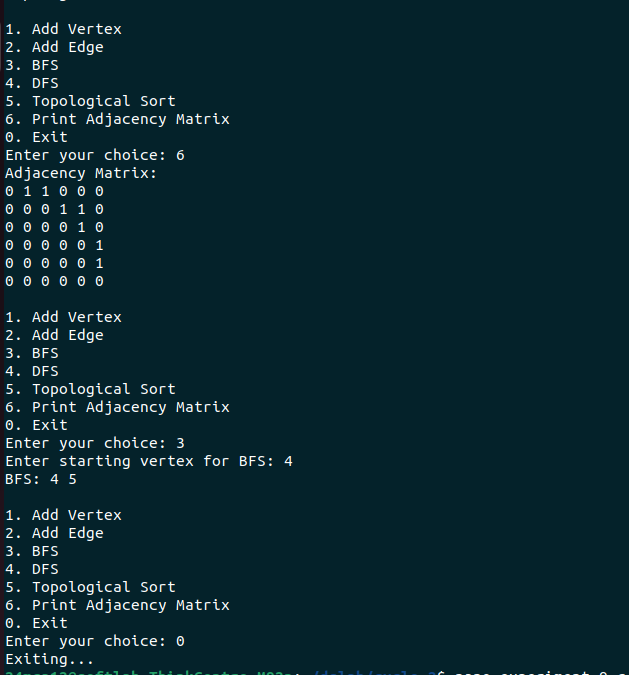 1. Add Vertex
2. Add Edge
3. BFS
4. DFS
5. Topological Sort
6. Print Adjacency Matrix
0. Exit
Enter your choice: 6
Adjacency Matrix:
0 1 1 0 0 0
0 0 0 1 1 0
0 0 0 0 1 0
0 0 0 0 0 1
0 0 0 0 0 1
0 0 0 0 0 0
1. Add Vertex
2. Add Edge
3. BFS
4. DFS
5. Topological Sort
6. Print Adjacency Matrix
0. Exit
Enter your choice: 3
Enter starting vertex for BFS: 4
BFS: 4 5
1. Add Vertex
2. Add Edge
3. BFS
4. DFS
5. Topological Sort
6. Print Adjacency Matrix
0. Exit
Enter your choice: 0
Exiting...